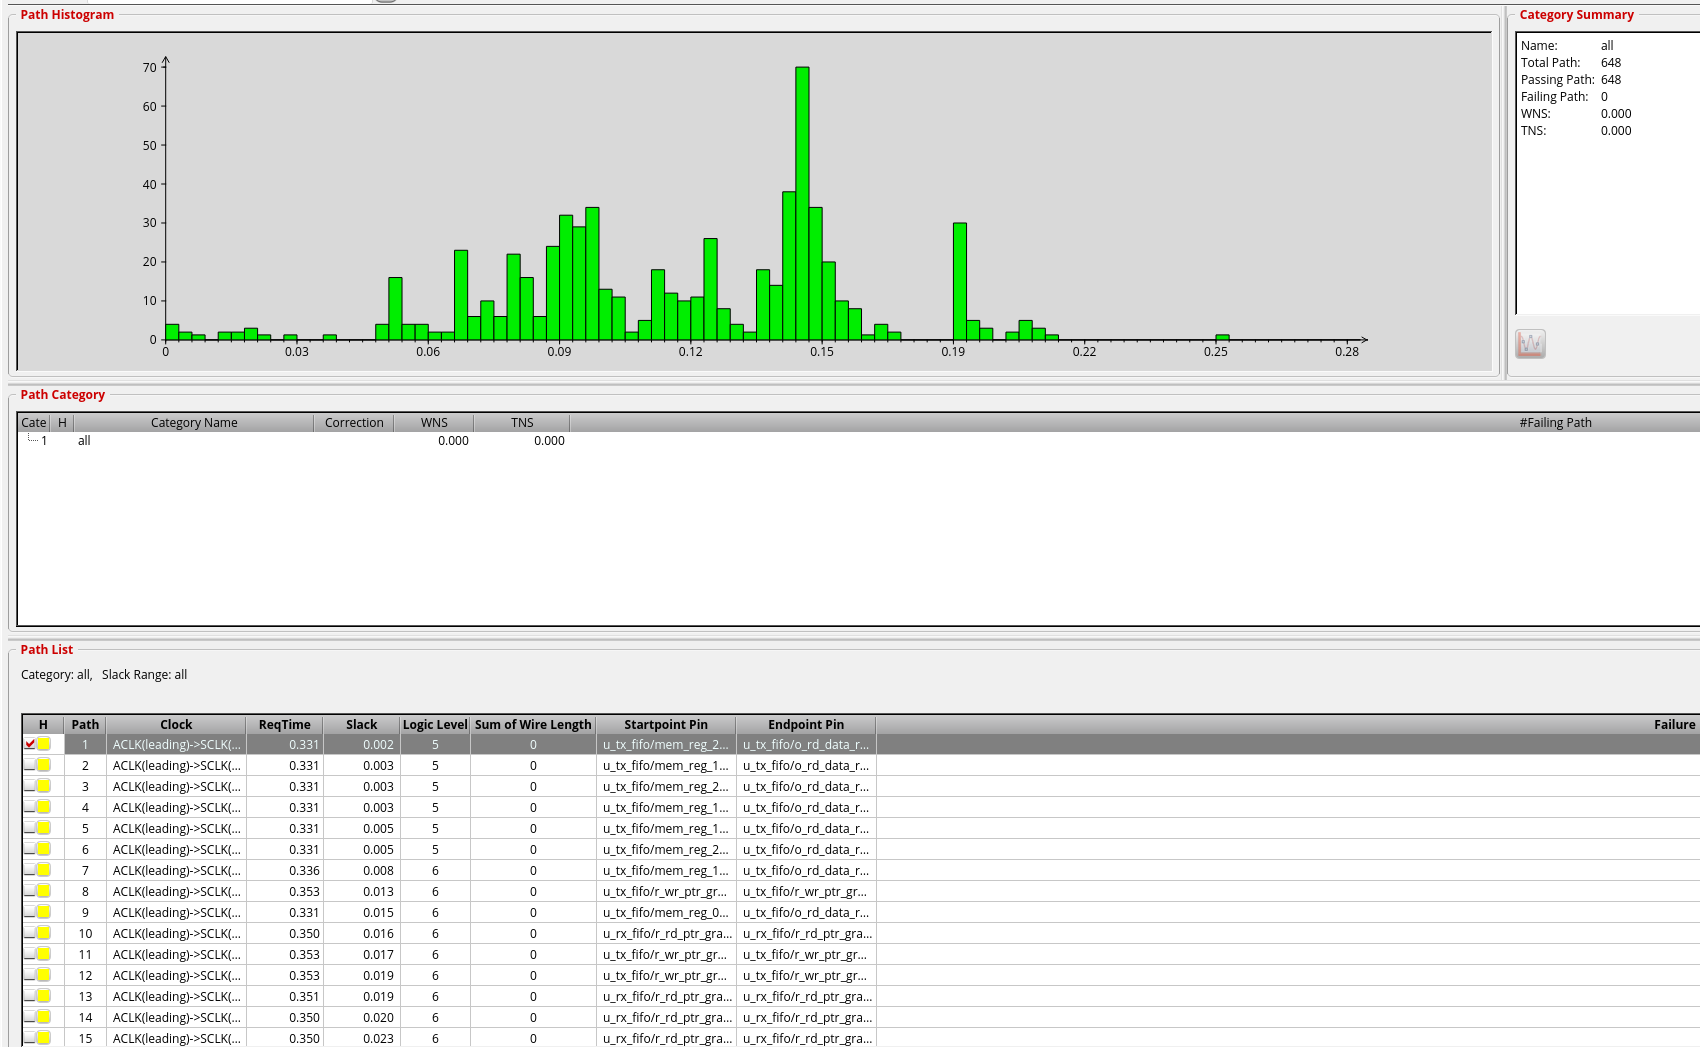 Path Histogram
70
60
50
40
30
20
10
0
0 0.03 0.06 0.09 0.12 0.15 0.19 0.22 0.25 0.28
Category Summary
Name: all
Total Path: 648
Passing Path: 648
Failing Path: 0
WNS: 0.000
TNS: 0.000
Path Category
Cate H Category Name Correction WNS TNS #Failing Path
1 all 0.000 0.000
Path List
Category: all, Slack Range: all
H Path Clock ReqTime Slack Logic Level Sum of Wire Length Startpoint Pin Endpoint Pin Failure
1 ACLK(leading)->SCLK(... 0.331 0.002 5 0 u_tx_fifo/mem_reg_2... u_tx_fifo/o_rd_data_r...
2 ACLK(leading)->SCLK(... 0.331 0.003 5 0 u_tx_fifo/mem_reg_1... u_tx_fifo/o_rd_data_r...
3 ACLK(leading)->SCLK(... 0.331 0.003 5 0 u_tx_fifo/mem_reg_2... u_tx_fifo/o_rd_data_r...
4 ACLK(leading)->SCLK(... 0.331 0.003 5 0 u_tx_fifo/mem_reg_1... u_tx_fifo/o_rd_data_r...
5 ACLK(leading)->SCLK(... 0.331 0.005 5 0 u_tx_fifo/mem_reg_1... u_tx_fifo/o_rd_data_r...
6 ACLK(leading)->SCLK(... 0.331 0.005 5 0 u_tx_fifo/mem_reg_2... u_tx_fifo/o_rd_data_r...
7 ACLK(leading)->SCLK(... 0.336 0.008 6 0 u_tx_fifo/mem_reg_1... u_tx_fifo/o_rd_data_r...
8 ACLK(leading)->SCLK(... 0.353 0.013 6 0 u_tx_fifo/r_wr_ptr_gr... u_tx_fifo/r_wr_ptr_gr...
9 ACLK(leading)->SCLK(... 0.331 0.015 6 0 u_tx_fifo/mem_reg_0... u_tx_fifo/o_rd_data_r...
10 ACLK(leading)->SCLK(... 0.350 0.016 6 0 u_rx_fifo/r_rd_ptr_gra... u_rx_fifo/r_rd_ptr_gra...
11 ACLK(leading)->SCLK(... 0.353 0.017 6 0 u_tx_fifo/r_wr_ptr_gr... u_tx_fifo/r_wr_ptr_gr...
12 ACLK(leading)->SCLK(... 0.353 0.019 6 0 u_tx_fifo/r_wr_ptr_gr... u_tx_fifo/r_wr_ptr_gr...
13 ACLK(leading)->SCLK(... 0.351 0.019 6 0 u_rx_fifo/r_rd_ptr_gra... u_rx_fifo/r_rd_ptr_gra...
14 ACLK(leading)->SCLK(... 0.350 0.020 6 0 u_rx_fifo/r_rd_ptr_gra... u_rx_fifo/r_rd_ptr_gra...
15 ACLK(leading)->SCLK(... 0.350 0.023 6 0 u_rx_fifo/r_rd_ptr_gra... u_rx_fifo/r_rd_ptr_gra...